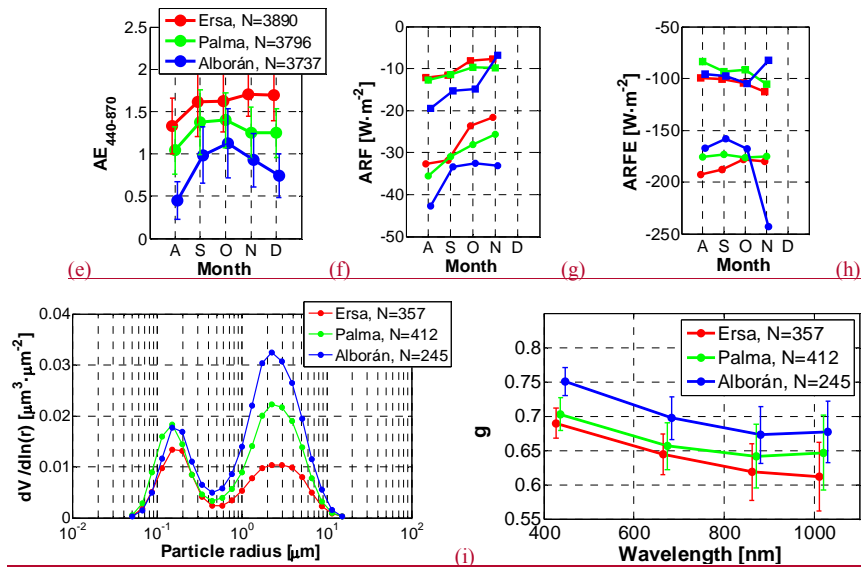 Ersa, N=3890
Palma, N=3796
Alborán, N=3737
2.5
2
1.5
1
0.5
0
AE440-870
A S O N D
Month
(e)
0
-10
-20
-30
-40
-50
ARF [W·m-2]
A S O N D
Month
(f)
(g)
-50
-100
-150
-200
-250
ARFE [W·m-2]
A S O N D
Month
(h)
0.04
0.03
0.02
0.01
0
dV /dln(r) [μm3.μm-2]
Ersa, N=357
Palma, N=412
Alborán, N=245
10-2 10-1 100 101 102
Particle radius [μm]
(i)
0.8
0.75
0.7
0.65
0.6
0.55
g
Ersa, N=357
Palma, N=412
Alborán, N=245
400 600 800 1000
Wavelength [nm]